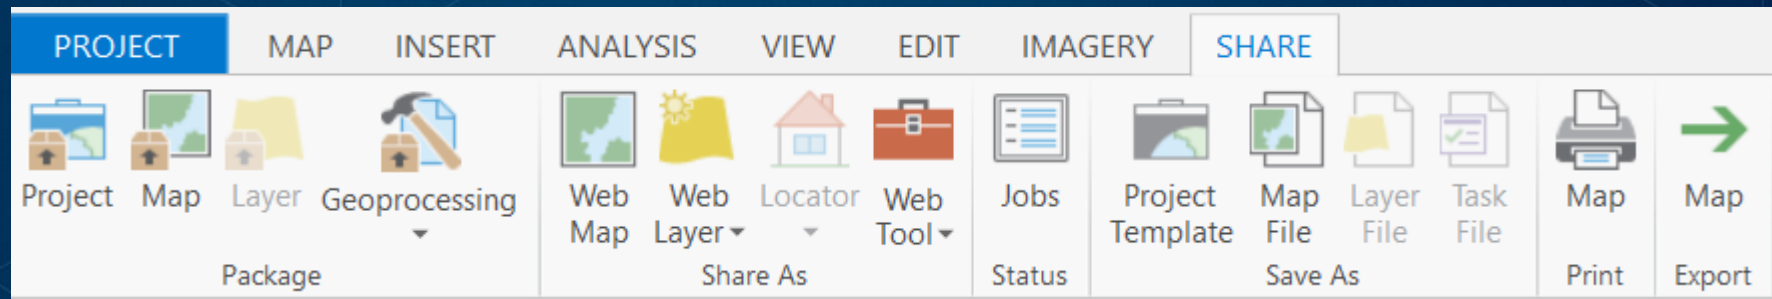 PROJECT MAP INSERT ANALYSIS VIEW EDIT IMAGERY SHARE
Project Map Layer Geoprocessing
Package
Web Map Web Layer Locator Web Tool
Share As
Jobs
Status
Project Template Map File Layer File Task File
Save As
Map
Print
Map
Export